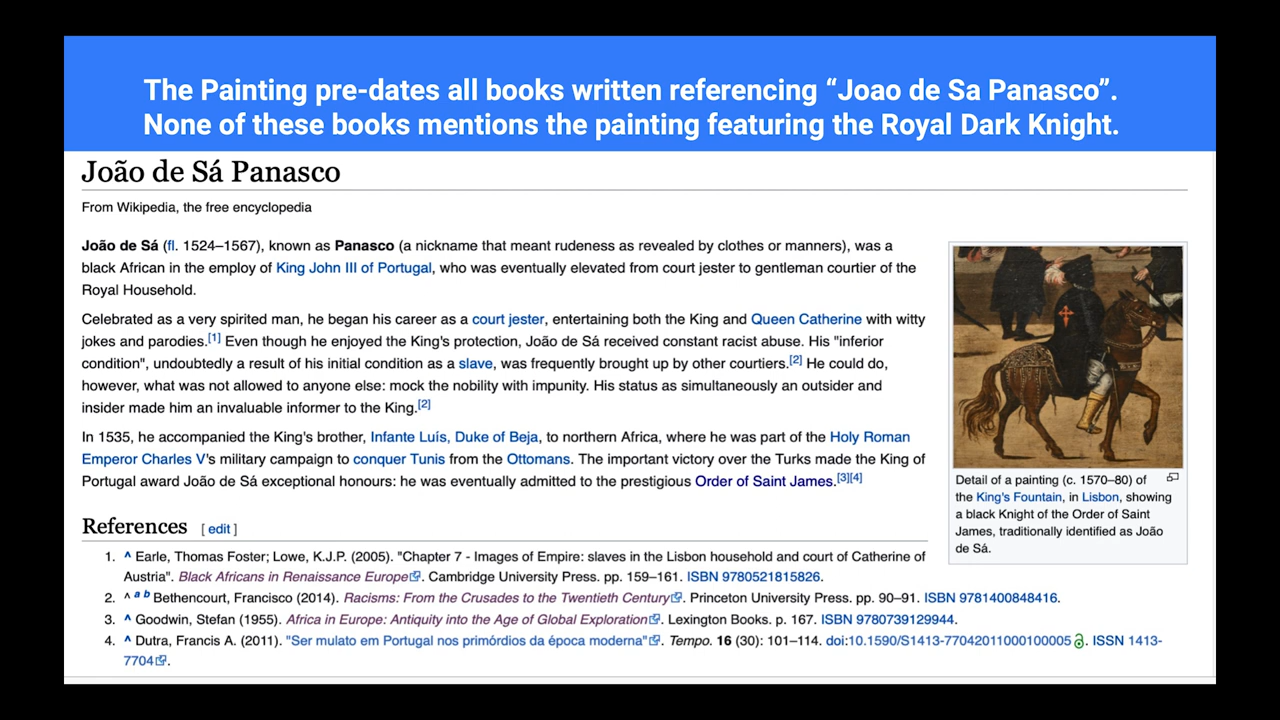 The Painting pre-dates all books written referencing “Joao de Sa Panasco”.
None of these books mentions the painting featuring the Royal Dark Knight.
João de Sá Panasco
From Wikipedia, the free encyclopedia
João de Sá (fl. 1524–1567), known as Panasco (a nickname that meant rudeness as revealed by clothes or manners), was a
black African in the employ of King John III of Portugal, who was eventually elevated from court jester to gentleman courtier of the
Royal Household.
Celebrated as a very spirited man, he began his career as a court jester, entertaining both the King and Queen Catherine with witty
jokes and parodies.[1] Even though he enjoyed the King's protection, João de Sá received constant racist abuse. His "inferior
condition", undoubtedly a result of his initial condition as a slave, was frequently brought up by other courtiers.[2] He could do,
however, what was not allowed to anyone else: mock the nobility with impunity. His status as simultaneously an outsider and
insider made him an invaluable informer to the King.[2]
In 1535, he accompanied the King's brother, Infante Luís, Duke of Beja, to northern Africa, where he was part of the Holy Roman
Emperor Charles V's military campaign to conquer Tunis from the Ottomans. The important victory over the Turks made the King of
Portugal award João de Sá exceptional honours: he was eventually admitted to the prestigious Order of Saint James.[3][4]
Detail of a painting (c. 1570–80) of
the King's Fountain, in Lisbon, showing
a black Knight of the Order of Saint
James, traditionally identified as João
de Sá.
References [ edit ]
1. ^ Earle, Thomas Foster; Lowe, K.J.P. (2005). "Chapter 7 - Images of Empire: slaves in the Lisbon household and court of Catherine of
Austria". Black Africans in Renaissance Europe. Cambridge University Press. pp. 159–161. ISBN 9780521815826.
2. ^ a b Bethencourt, Francisco (2014). Racisms: From the Crusades to the Twentieth Century. Princeton University Press. pp. 90–91. ISBN 9781400848416.
3. ^ Goodwin, Stefan (1955). Africa in Europe: Antiquity into the Age of Global Exploration. Lexington Books. p. 167. ISBN 9780739129944.
4. ^ Dutra, Francis A. (2011). "Ser mulato em Portugal nos primórdios da época moderna". Tempo. 16 (30): 101–114. doi:10.1590/S1413-77042011000100005. ISSN 1413-
7704.